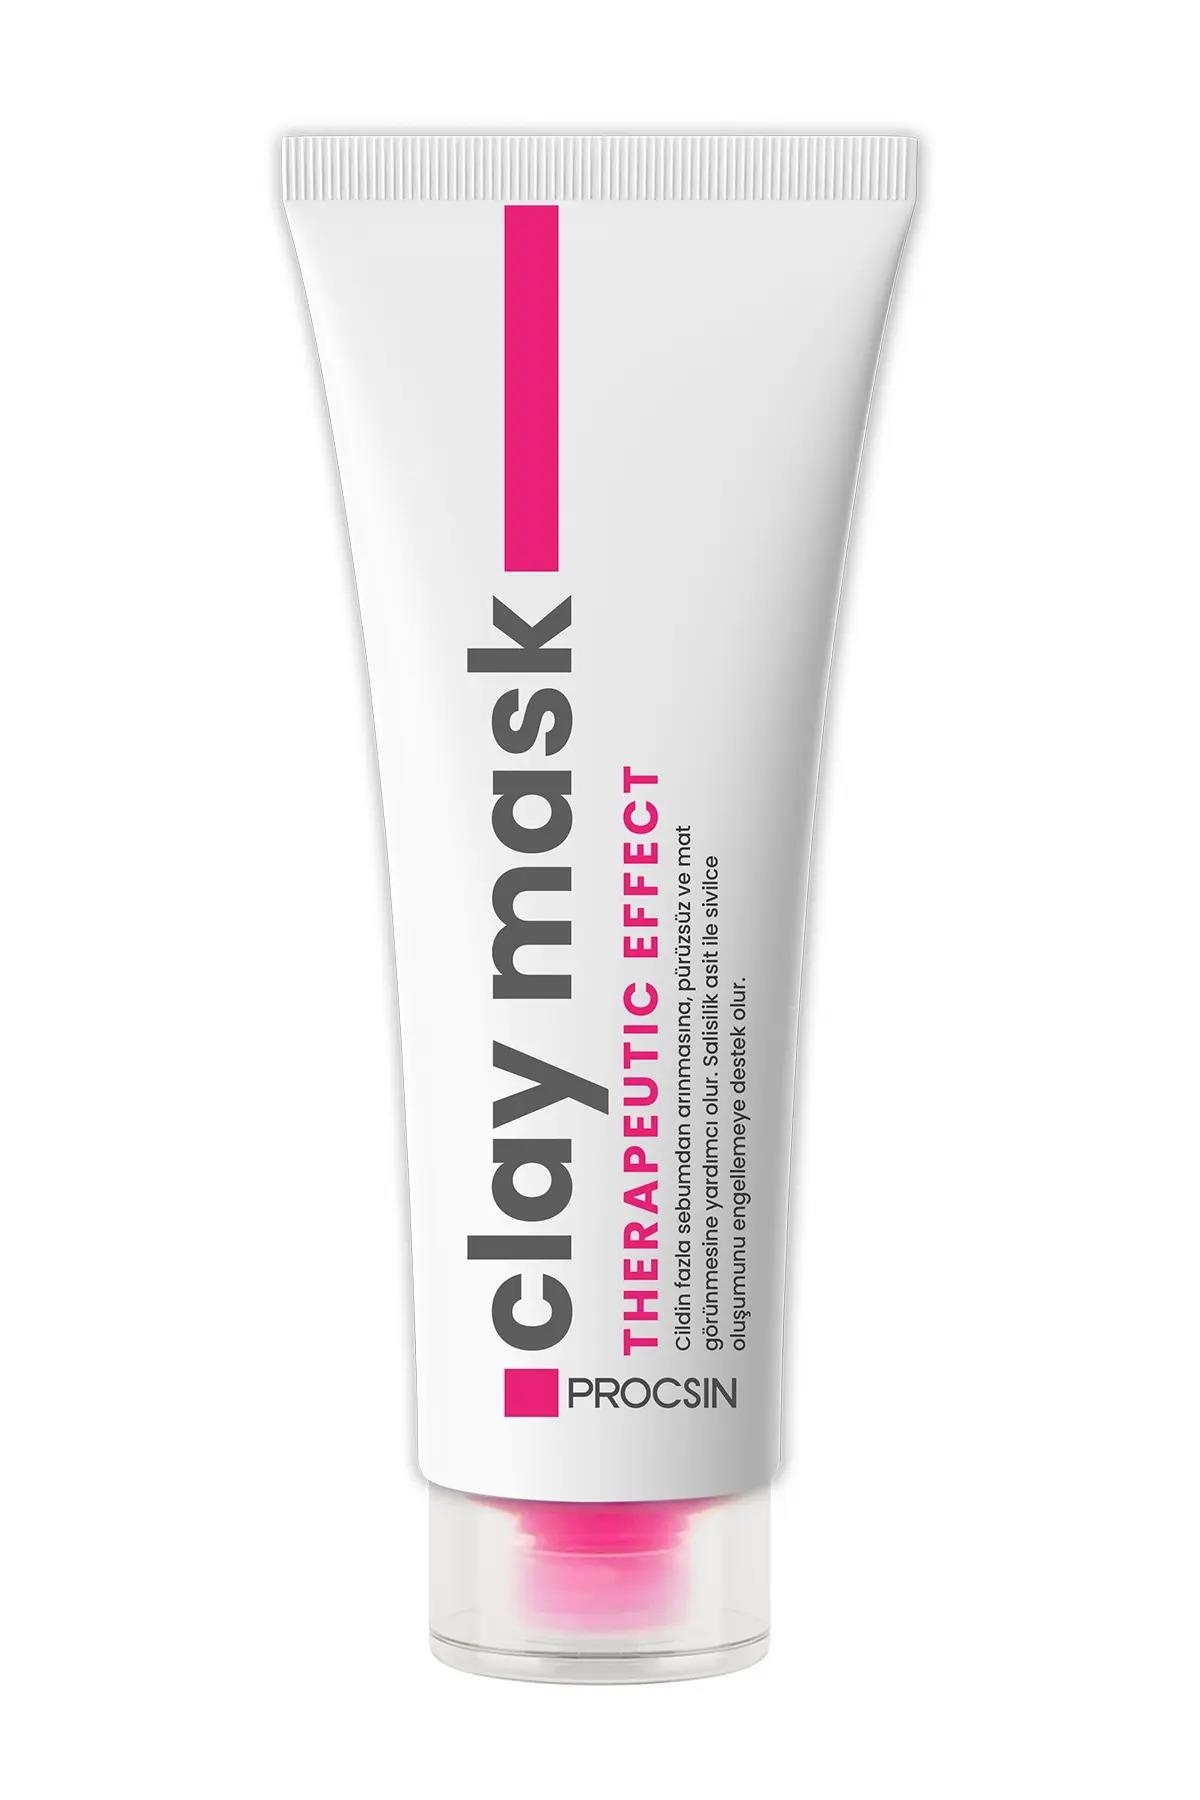 clay mask
THERAPEUTIC EFFECT
Cildin fazla sebumdan arınmasına, pürüzsüz ve mat
görünmesine yardımcı olur. Salisilik asit ile sivilce
oluşumunu engellemeye destek olur.
PROCSIN